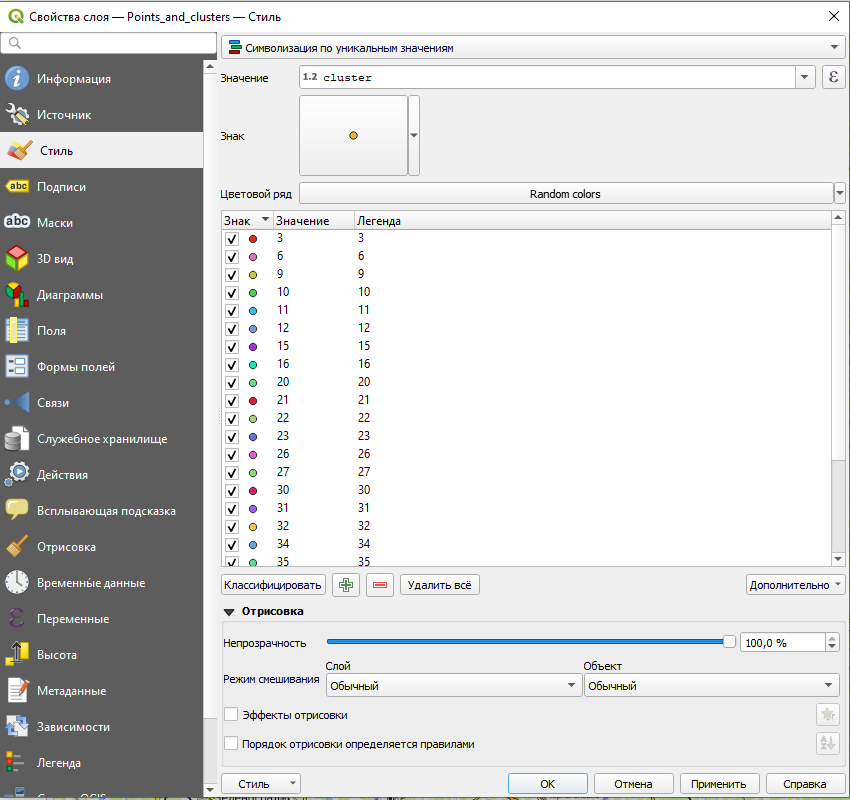 Свойства слоя — Points_and_clusters — Стиль
Информация
Источник
Стиль
abc Подписи
abc Маски
3D вид
Диаграммы
Поля
Формы полей
Связи
Служебное хранилище
Действия
Всплывающая подсказка
Отрисовка
Временные данные
Переменные
Высота
Метаданные
Зависимости
Легенда
Символизация по уникальным значениям
Значение 1.2 cluster ε
Знак
Цветовой ряд Random colors
Знак Значение Легенда
3 3
6 6
9 9
10 10
11 11
12 12
15 15
16 16
20 20
21 21
22 22
23 23
26 26
27 27
30 30
31 31
32 32
34 34
35 35
Классифицировать Удалить всё Дополнительно
Отрисовка
Непрозрачность 100,0 %
Слой Объект
Режим смешивания Обычный Обычный
Эффекты отрисовки
Порядок отрисовки определяется правилами
Стиль OK Отмена Применить Справка